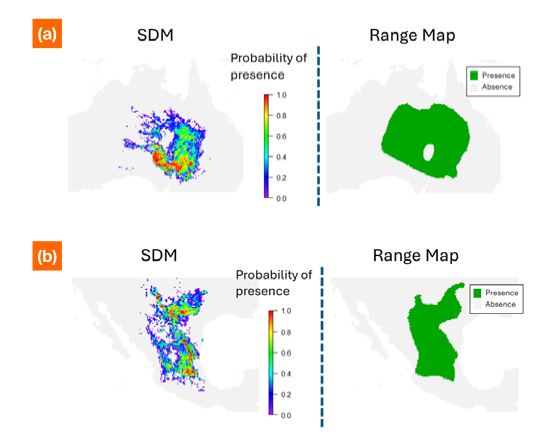 (a)
SDM
Range Map
Probability of
presence
1.0
0.8
0.6
0.4
0.2
0.0
Presence
Absence
(b)
SDM
Range Map
Probability of
presence
1.0
0.8
0.6
0.4
0.2
0.0
Presence
Absence